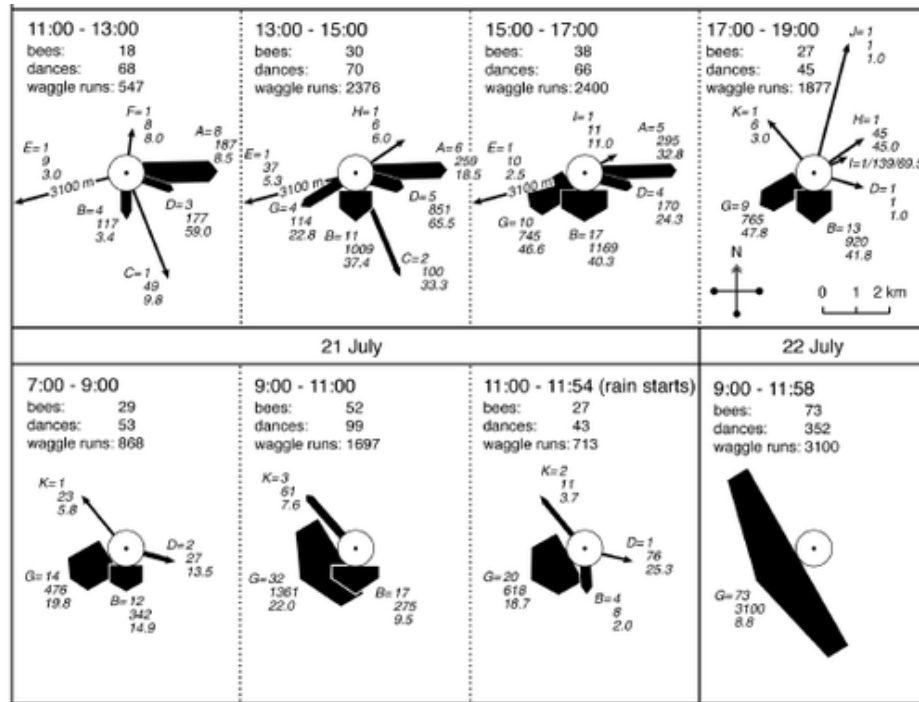 11:00 - 13:00
bees: 18
dances: 68
waggle runs: 547
F=1
8
8.0
A=8
187
8.5
E=1
9
3.0
3100 m
B=4
117
3.4
D=3
177
59.0
C=1
49
9.8
13:00 - 15:00
bees: 30
dances: 70
waggle runs: 2376
H=1
6
6.0
A=6
259
18.5
E=1
37
5.3
3100 m
G=4
114
22.8
D=5
851
65.5
B=11
1009
37.4
C=2
100
33.3
15:00 - 17:00
bees: 38
dances: 66
waggle runs: 2400
I=1
11
11.0
A=5
295
32.8
E=1
10
2.5
3100 m
D=4
170
24.3
G=10
745
46.6
B=17
1169
40.3
17:00 - 19:00
bees: 27
dances: 45
waggle runs: 1877
J=1
1
1.0
K=1
6
3.0
H=1
45
45.0
I=1/139/69.5
D=1
1
1.0
G=9
765
47.8
B=13
920
41.8
N
0 1 2 km
21 July
22 July
7:00 - 9:00
bees: 29
dances: 53
waggle runs: 868
K=1
23
5.8
D=2
27
13.5
G=14
476
19.8
B=12
342
14.9
9:00 - 11:00
bees: 52
dances: 99
waggle runs: 1697
K=3
61
7.6
G=32
1361
22.0
B=17
275
9.5
11:00 - 11:54 (rain starts)
bees: 27
dances: 43
waggle runs: 713
K=2
11
3.7
D=1
76
25.3
G=20
618
16.7
B=4
8
2.0
9:00 - 11:58
bees: 73
dances: 352
waggle runs: 3100
G=73
3100
8.8